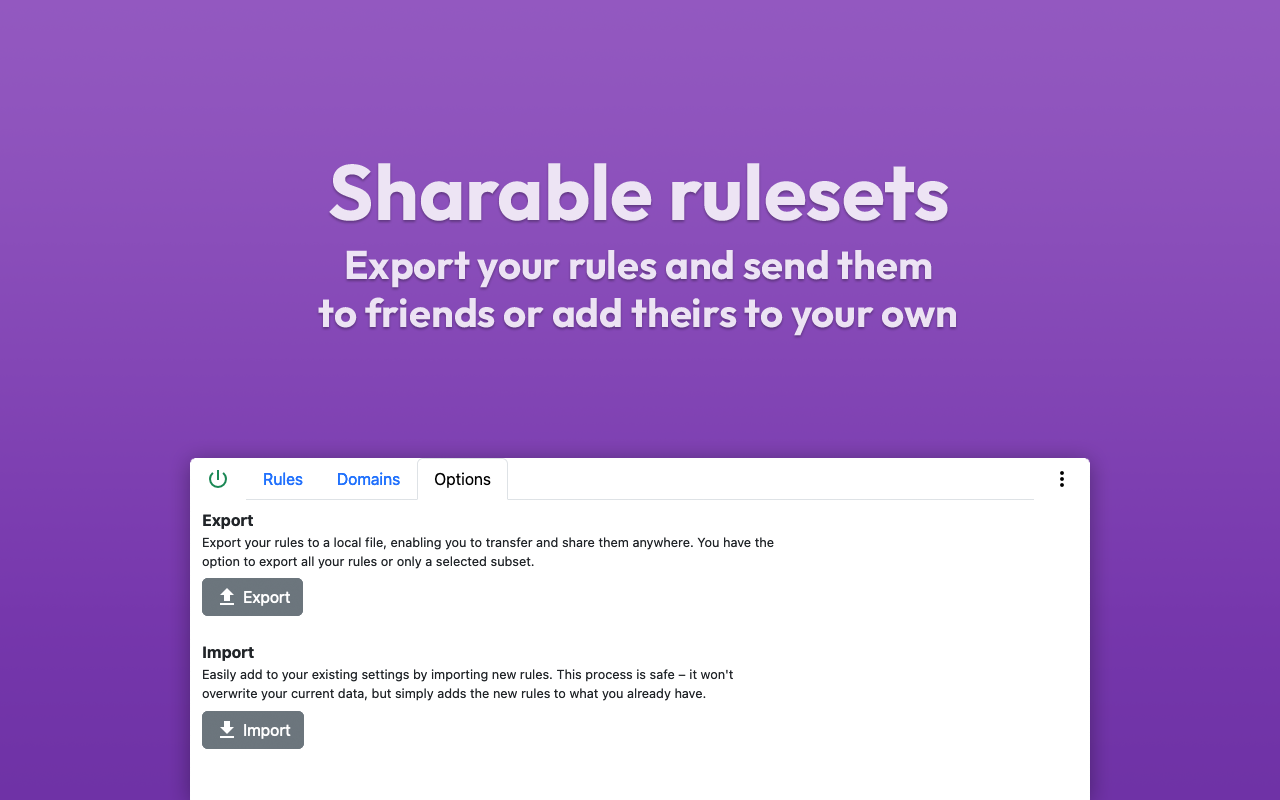 Sharable rulesets
Export your rules and send them
to friends or add theirs to your own
Rules Domains Options
Export
Export your rules to a local file, enabling you to transfer and share them anywhere. You have the
option to export all your rules or only a selected subset.
Export
Import
Easily add to your existing settings by importing new rules. This process is safe – it won't
overwrite your current data, but simply adds the new rules to what you already have.
Import